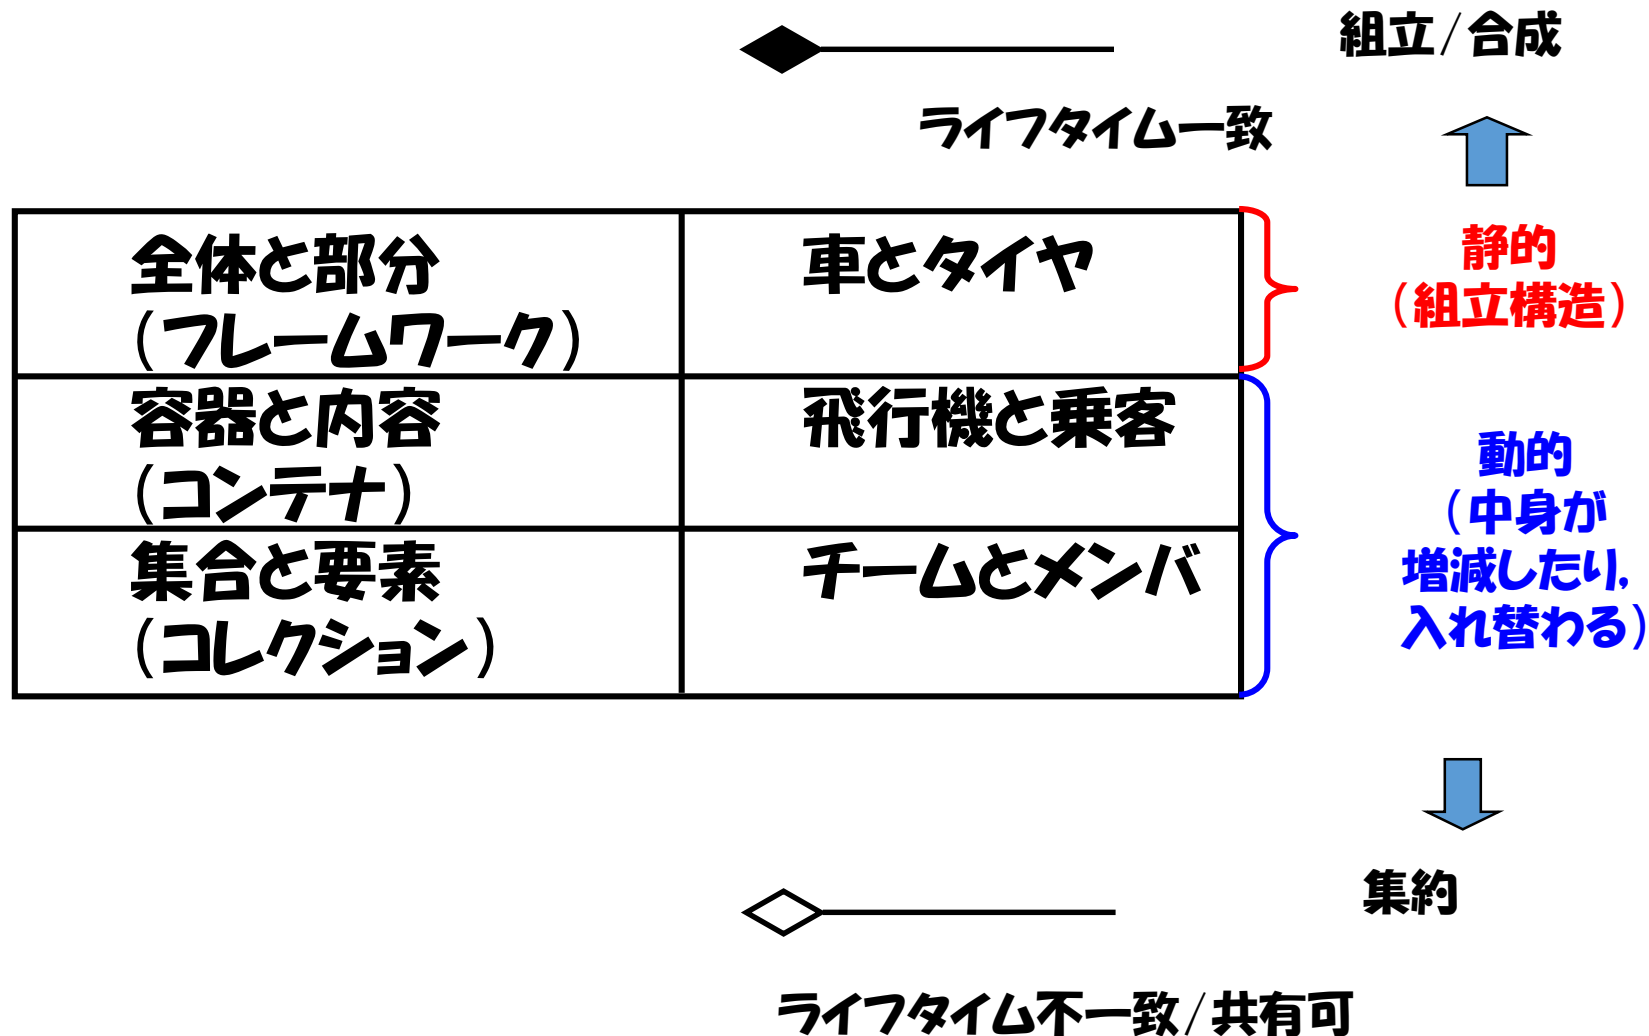 組立/合成
ライフタイム一致
全体と部分
（フレームワーク）
車とタイヤ
静的
（組立構造）
容器と内容
（コンテナ）
飛行機と乗客
集合と要素
（コレクション）
チームとメンバ
動的
（中身が
増減したり,
入れ替わる）
集約
ライフタイム不一致/共有可